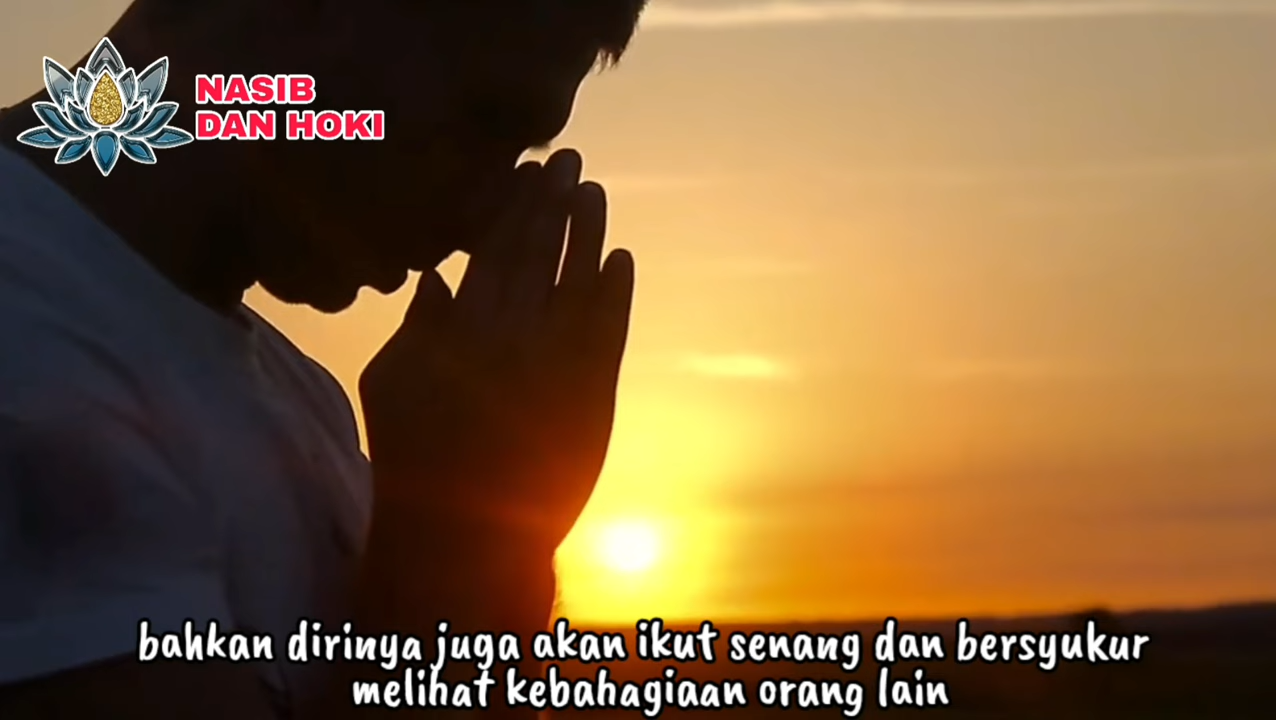 NASIB
DAN HOKI
bahkan dirinya juga akan ikut senang dan bersyukur
melihat kebahagiaan orang lain